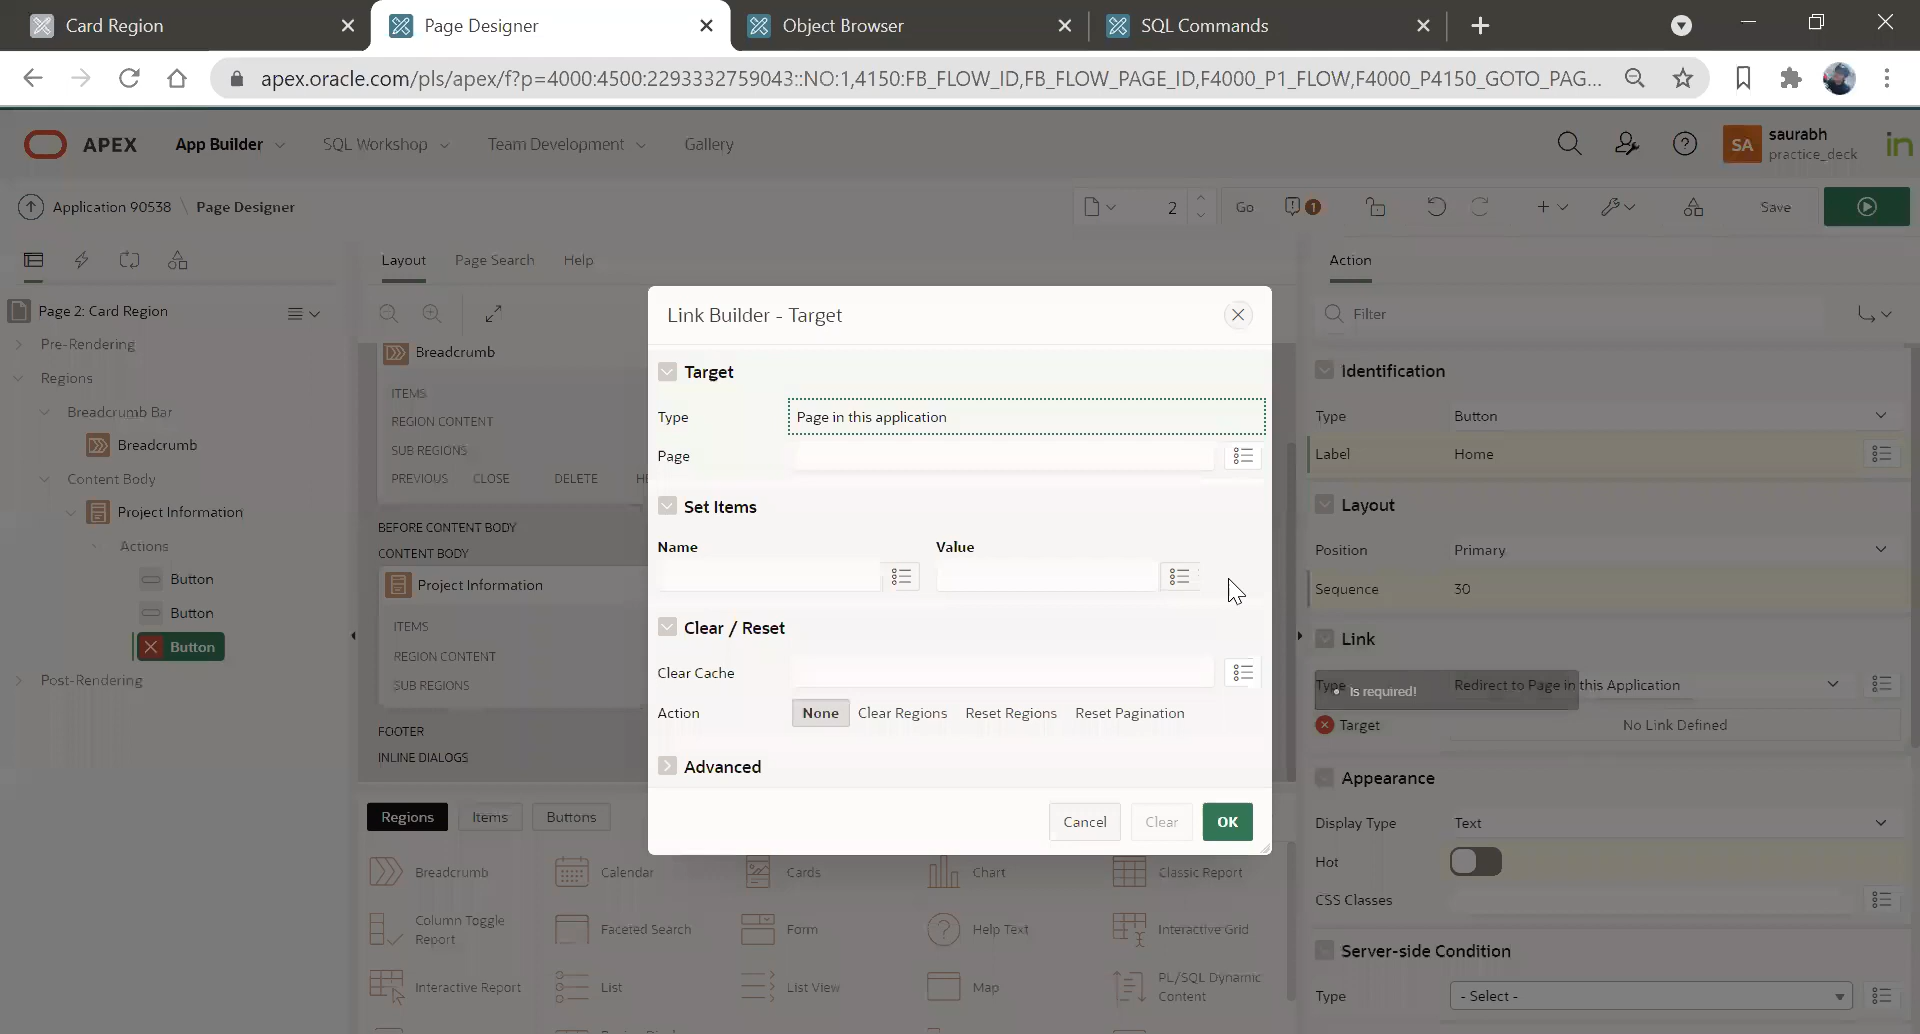 Card Region
Page Designer
Object Browser
SQL Commands
apex.oracle.com/pls/apex/f?p=4000:4500:2293332759043::NO:1,4150:FB_FLOW_ID,FB_FLOW_PAGE_ID,F4000_P1_FLOW,F4000_P4150_GOTO_PAG...
APEX
App Builder
SQL Workshop
Team Development
Gallery
SA
saurabh
practice_deck
in
Application 90538
Page Designer
2
Go
1
Save
Layout
Page Search
Help
Action
Page 2: Card Region
Filter
Pre-Rendering
Regions
Breadcrumb Bar
Breadcrumb
Content Body
Project Information
Actions
Button
Button
Button
Post-Rendering
Breadcrumb
ITEMS
REGION CONTENT
SUB REGIONS
PREVIOUS
CLOSE
DELETE
BEFORE CONTENT BODY
CONTENT BODY
Project Information
ITEMS
REGION CONTENT
SUB REGIONS
FOOTER
INLINE DIALOGS
Link Builder - Target
Target
Type
Page in this application
Page
Set Items
Name
Value
Clear / Reset
Clear Cache
Action
None
Clear Regions
Reset Regions
Reset Pagination
Advanced
Cancel
Clear
OK
Identification
Type
Button
Label
Home
Layout
Position
Primary
Sequence
30
Link
Type
Redirect to Page in this Application
Is required!
Target
No Link Defined
Appearance
Display Type
Text
Hot
CSS Classes
Server-side Condition
Type
- Select -
Regions
Items
Buttons
Breadcrumb
Calendar
Cards
Chart
Classic Report
Column Toggle
Report
Faceted Search
Form
Help Text
Interactive Grid
Interactive Report
List
List View
Map
PL/SQL Dynamic
Content